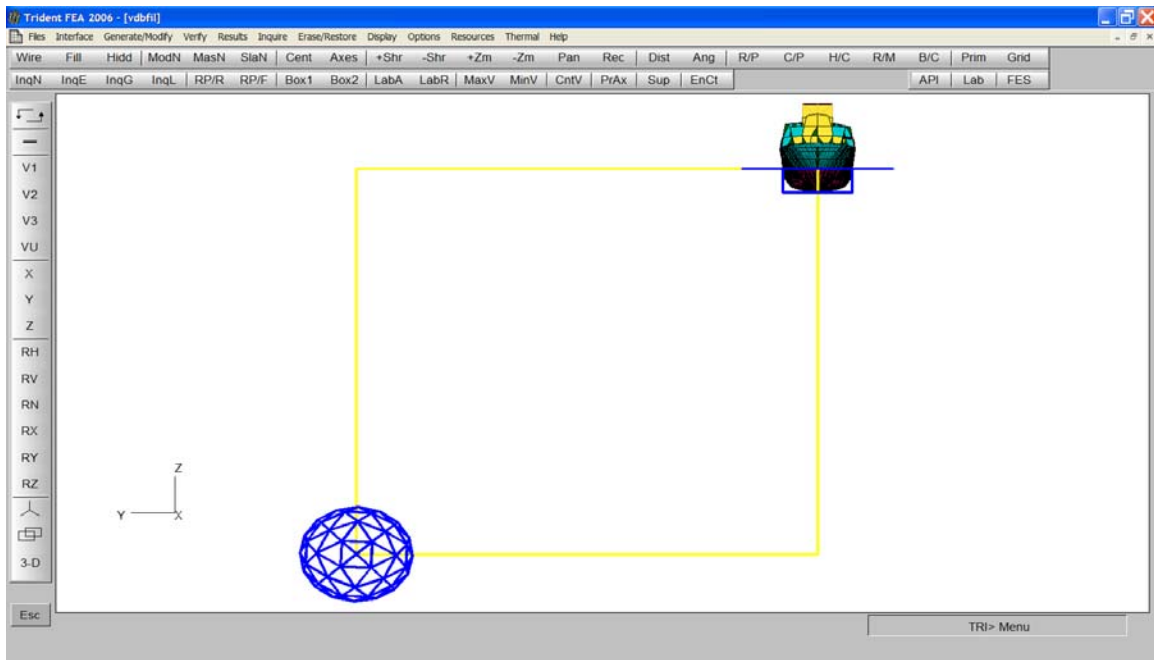 Trident FEA 2006 - [vdbfil]
Files Interface Generate/Modify Verify Results Inquire Erase/Restore Display Options Resources Thermal Help
Wire Fill Hidd ModN MasN SlaN Cent Axes +Shr -Shr +Zm -Zm Pan Rec Dist Ang R/P C/P H/C R/M B/C Prim Grid
InqN InqE InqG InqL RP/R RP/F Box1 Box2 LabA LabR MaxV MinV CntV PrAx Sup EnCt API Lab FES
V1
V2
V3
VU
X
Y
Z
RH
RV
RN
RX
RY
RZ
3-D
Esc
Z
Y X
TRI> Menu